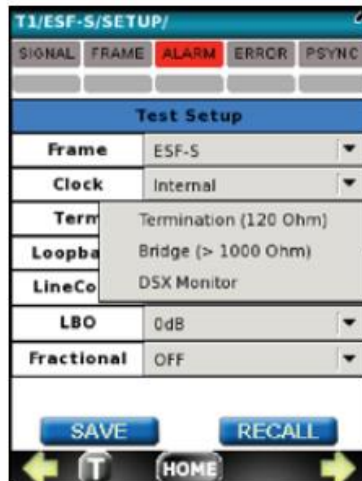 T1/ESF-S/SETUP/
SIGNAL FRAME ALARM ERROR PSYNC
Test Setup
Frame ESF-S
Clock Internal
Term Termination (120 Ohm)
Loopba Bridge (> 1000 Ohm)
LineCo DSX Monitor
LBO 0dB
Fractional OFF
SAVE RECALL
T HOME